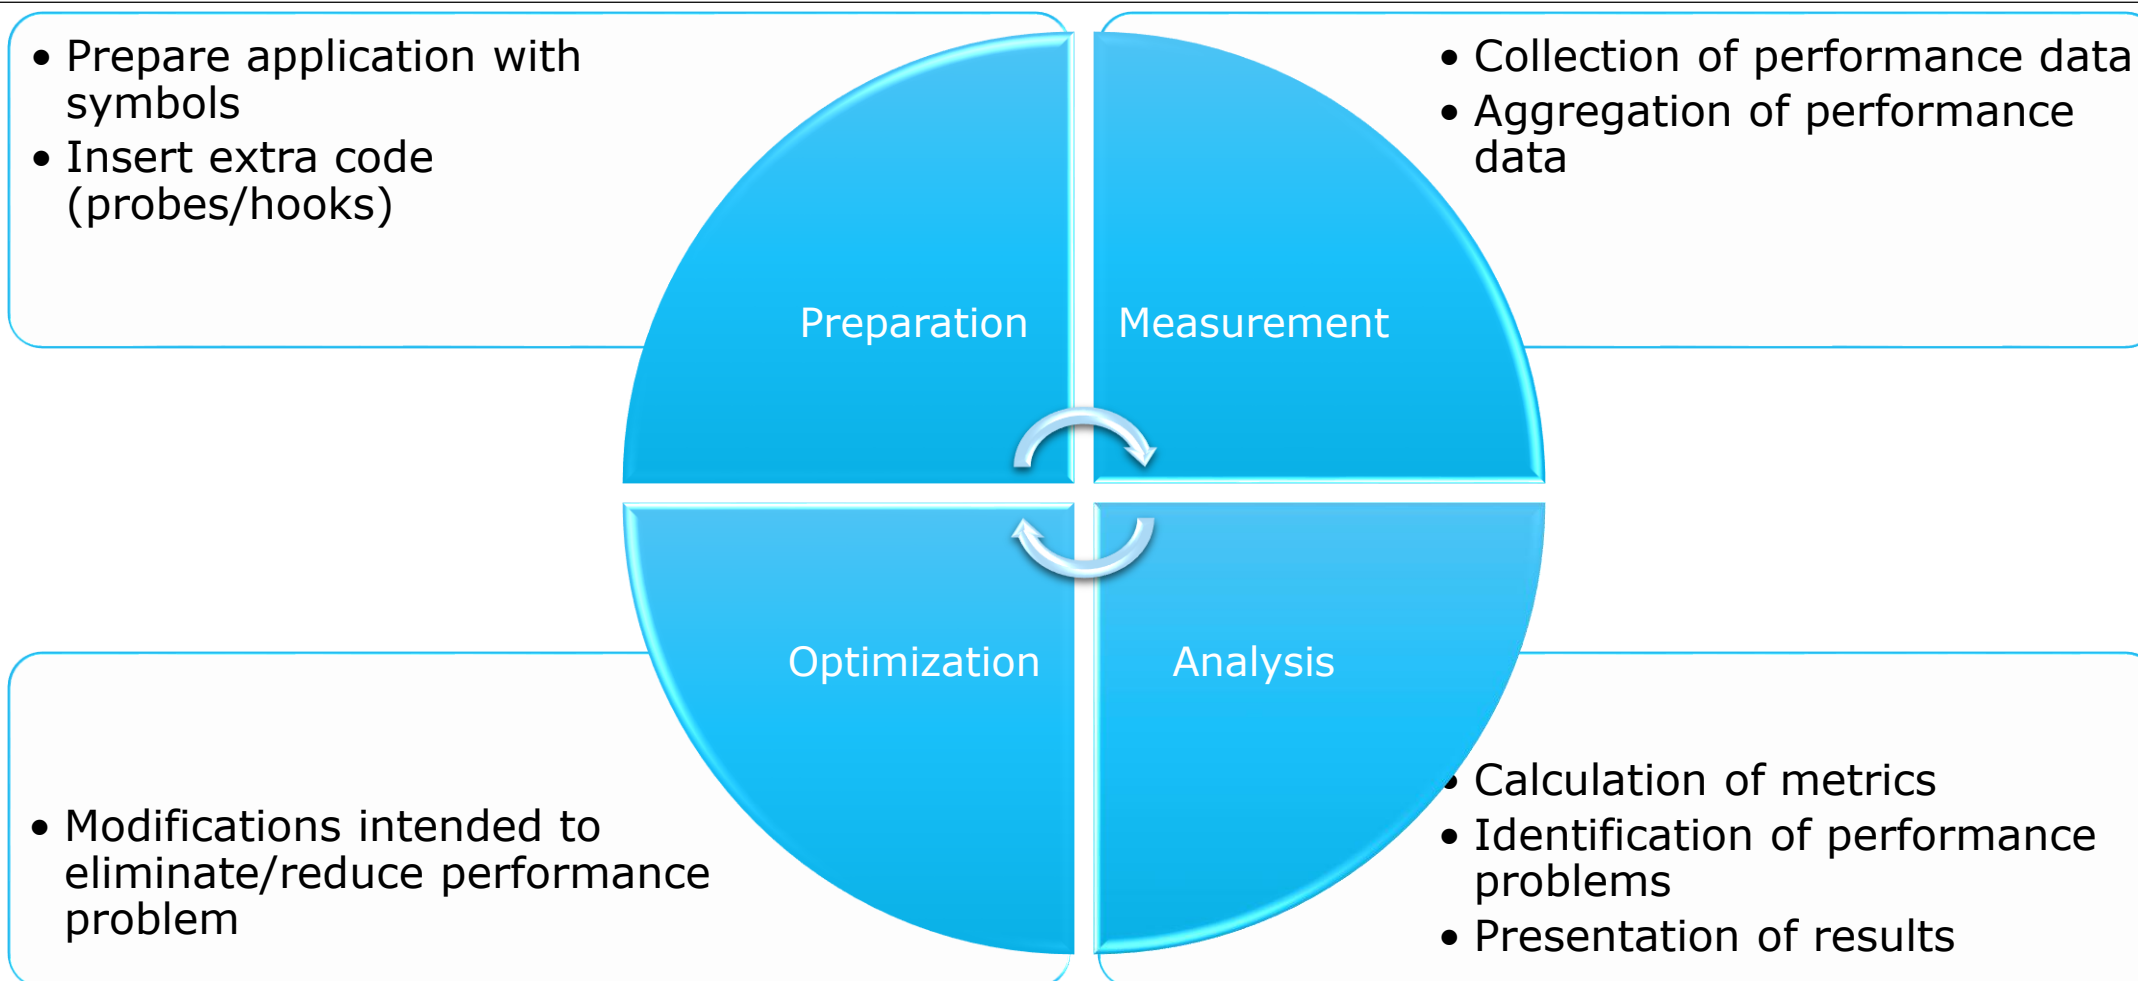 • Prepare application with
symbols
• Insert extra code
(probes/hooks)
• Collection of performance data
• Aggregation of performance
data
Preparation
Measurement
Optimization
Analysis
• Modifications intended to
eliminate/reduce performance
problem
• Calculation of metrics
• Identification of performance
problems
• Presentation of results